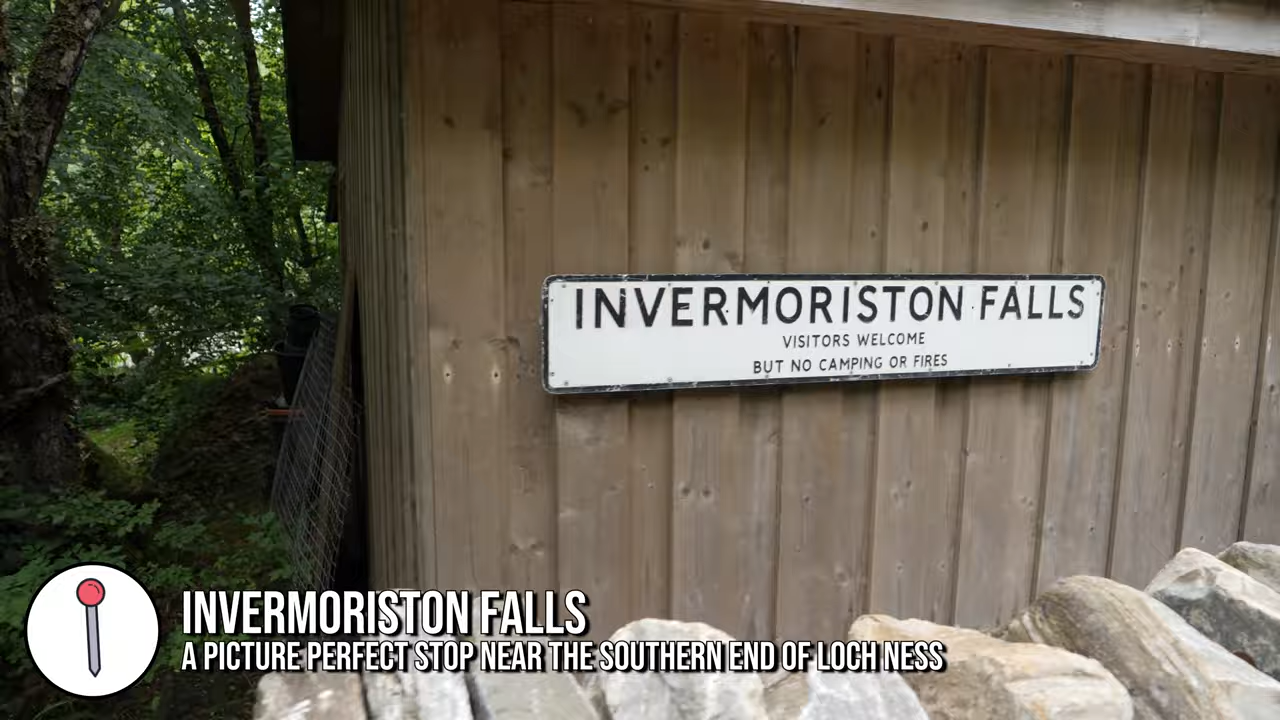 INVERMORISTON FALLS
VISITORS WELCOME
BUT NO CAMPING OR FIRES
INVERMORISTON FALLS
A PICTURE PERFECT STOP NEAR THE SOUTHERN END OF LOCH NESS